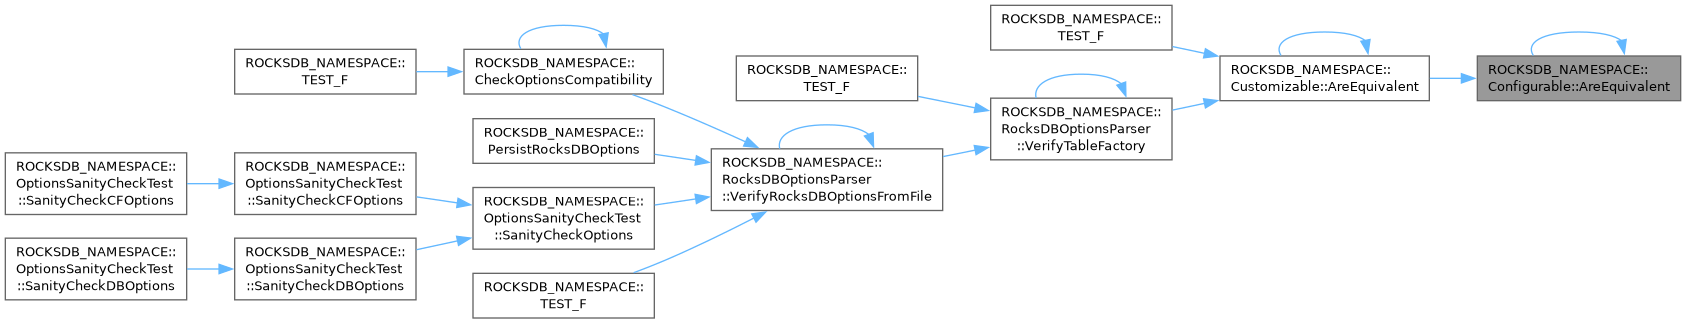 ROCKSDB_NAMESPACE::
TEST_F
ROCKSDB_NAMESPACE::
CheckOptionsCompatibility
ROCKSDB_NAMESPACE::
TEST_F
ROCKSDB_NAMESPACE::
TEST_F
ROCKSDB_NAMESPACE::
Customizable::AreEquivalent
ROCKSDB_NAMESPACE::
Configurable::AreEquivalent
ROCKSDB_NAMESPACE::
RocksDBOptionsParser
::VerifyTableFactory
ROCKSDB_NAMESPACE::
PersistRocksDBOptions
ROCKSDB_NAMESPACE::
RocksDBOptionsParser
::VerifyRocksDBOptionsFromFile
ROCKSDB_NAMESPACE::
OptionsSanityCheckTest
::SanityCheckCFOptions
ROCKSDB_NAMESPACE::
OptionsSanityCheckTest
::SanityCheckCFOptions
ROCKSDB_NAMESPACE::
OptionsSanityCheckTest
::SanityCheckOptions
ROCKSDB_NAMESPACE::
OptionsSanityCheckTest
::SanityCheckDBOptions
ROCKSDB_NAMESPACE::
OptionsSanityCheckTest
::SanityCheckDBOptions
ROCKSDB_NAMESPACE::
TEST_F